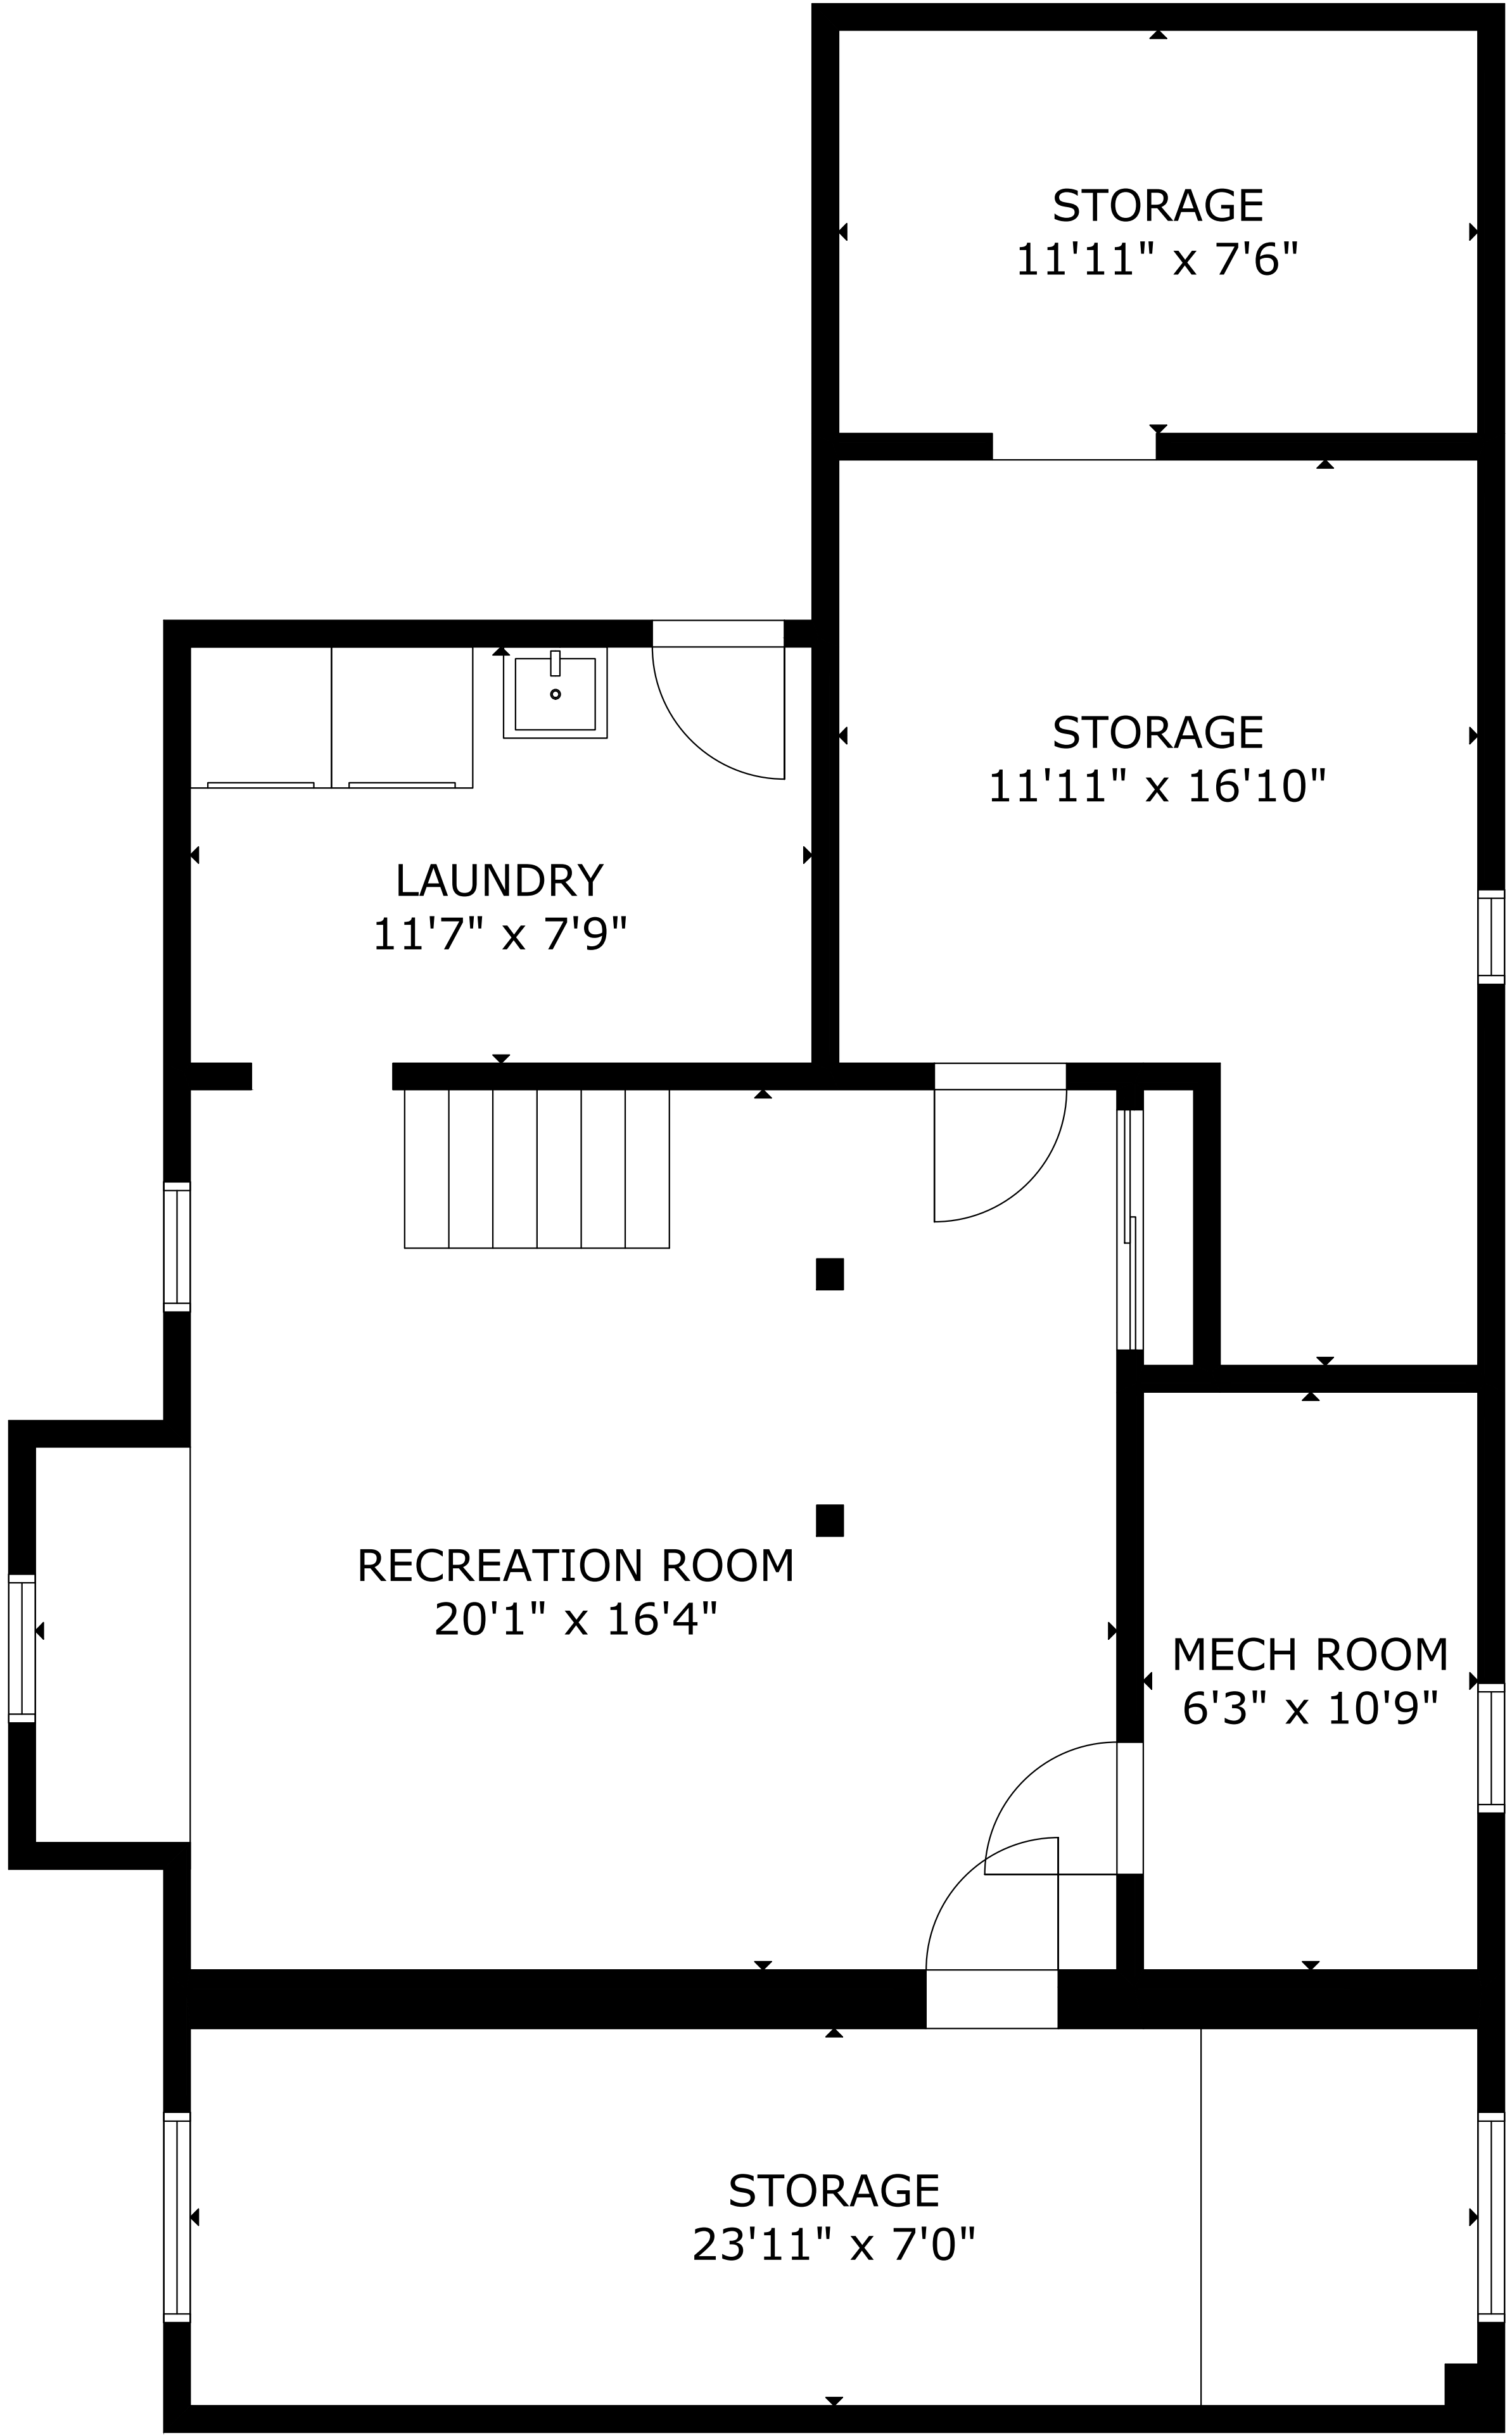 STORAGE
11'11" x 7'6"
STORAGE
11'11" x 16'10"
LAUNDRY
11'7" x 7'9"
RECREATION ROOM
20'1" x 16'4"
MECH ROOM
6'3" x 10'9"
STORAGE
23'11" x 7'0"